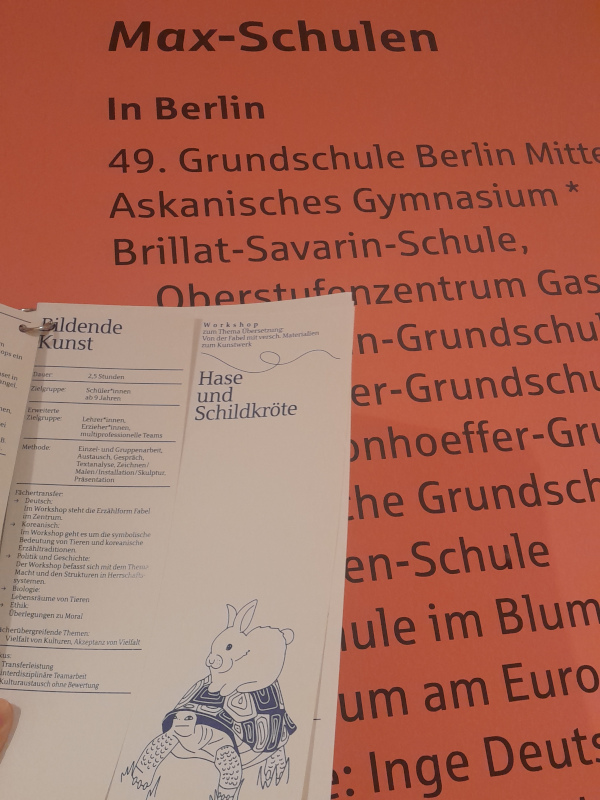 Max-Schulen
In Berlin
49. Grundschule Berlin Mitte
Askanisches Gymnasium *
Brillat-Savarin-Schule,
Oberstufenzentrum Gas
n-Grundschul
er-Grundschu
onhoeffer-Gru
che Grundsch
en-Schule
ule im Blum
um am Euro
e: Inge Deuts
Bildende
Kunst
Dauer: 2,5 Stunden
Zielgruppe: Schüler*innen
ab 9 Jahren
Erweiterte
Zielgruppe: Lehrer*innen,
Erzieher*innen,
multiprofessionelle Teams
Methode: Einzel- und Gruppenarbeit,
Austausch, Gespräch,
Textanalyse, Zeichnen/
Malen/Installation/Skulptur,
Präsentation
Fächertransfer:
→ Deutsch:
Im Workshop steht die Erzählform Fabel
im Zentrum.
→ Koreanisch:
Im Workshop geht es um die symbolische
Bedeutung von Tieren und koreanische
Erzähltraditionen.
→ Politik und Geschichte:
Der Workshop befasst sich mit dem Thema
Macht und den Strukturen in Herrschafts-
systemen.
→ Biologie:
Lebensräume von Tieren
→ Ethik:
Überlegungen zu Moral
ächerübergreifende Themen:
Vielfalt von Kulturen, Akzeptanz von Vielfalt
kus:
Transferleistung
interdisziplinäre Teamarbeit
Kulturaustausch ohne Bewertung
Workshop
zum Thema Übersetzung:
Von der Fabel mit versch. Materialien
zum Kunstwerk
Hase
und
Schildkröte